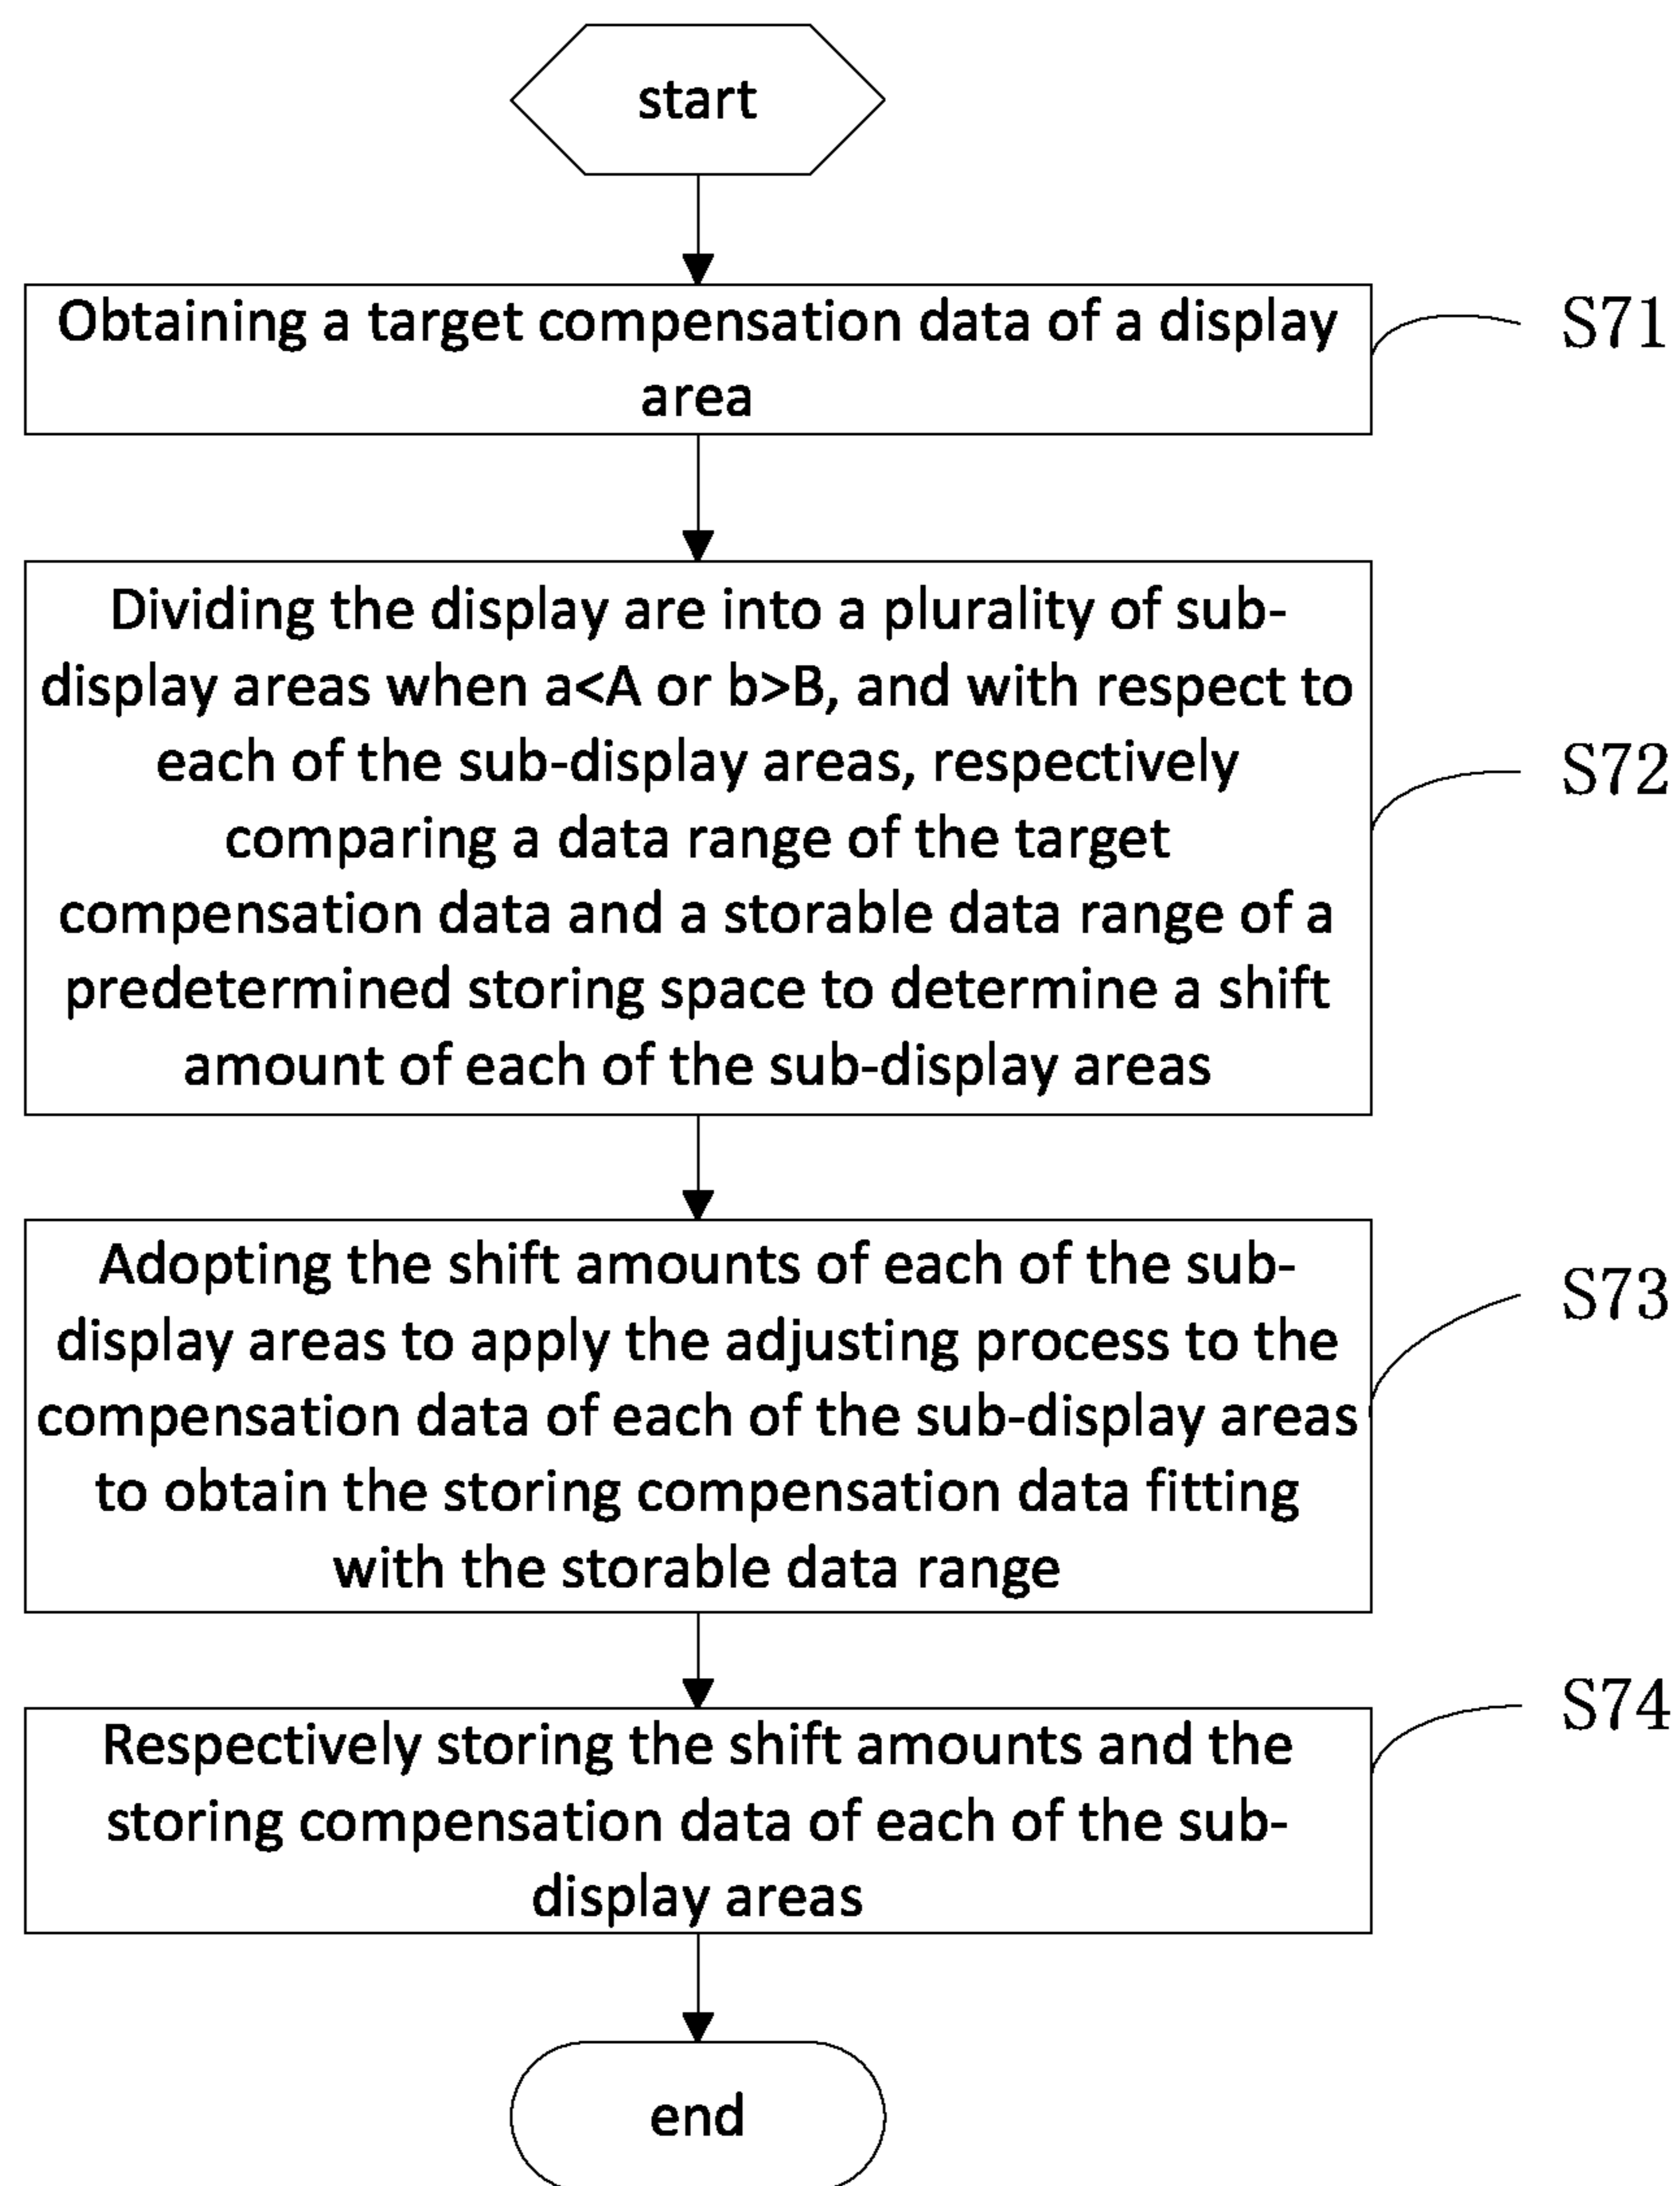 start
Obtaining a target compensation data of a display
area
S71
Dividing the display are into a plurality of sub-
display areas when a<A or b>B, and with respect to
each of the sub-display areas, respectively
comparing a data range of the target
compensation data and a storable data range of a
predetermined storing space to determine a shift
amount of each of the sub-display areas
S72
Adopting the shift amounts of each of the sub-
display areas to apply the adjusting process to the
compensation data of each of the sub-display areas
to obtain the storing compensation data fitting
with the storable data range
S73
Respectively storing the shift amounts and the
storing compensation data of each of the sub-
display areas
S74
end